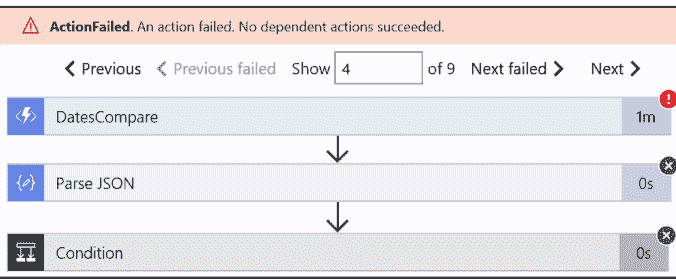 ActionFailed. An action failed. No dependent actions succeeded.
Previous Previous failed Show 4 of 9 Next failed Next
DatesCompare 1m
Parse JSON 0s
Condition 0s